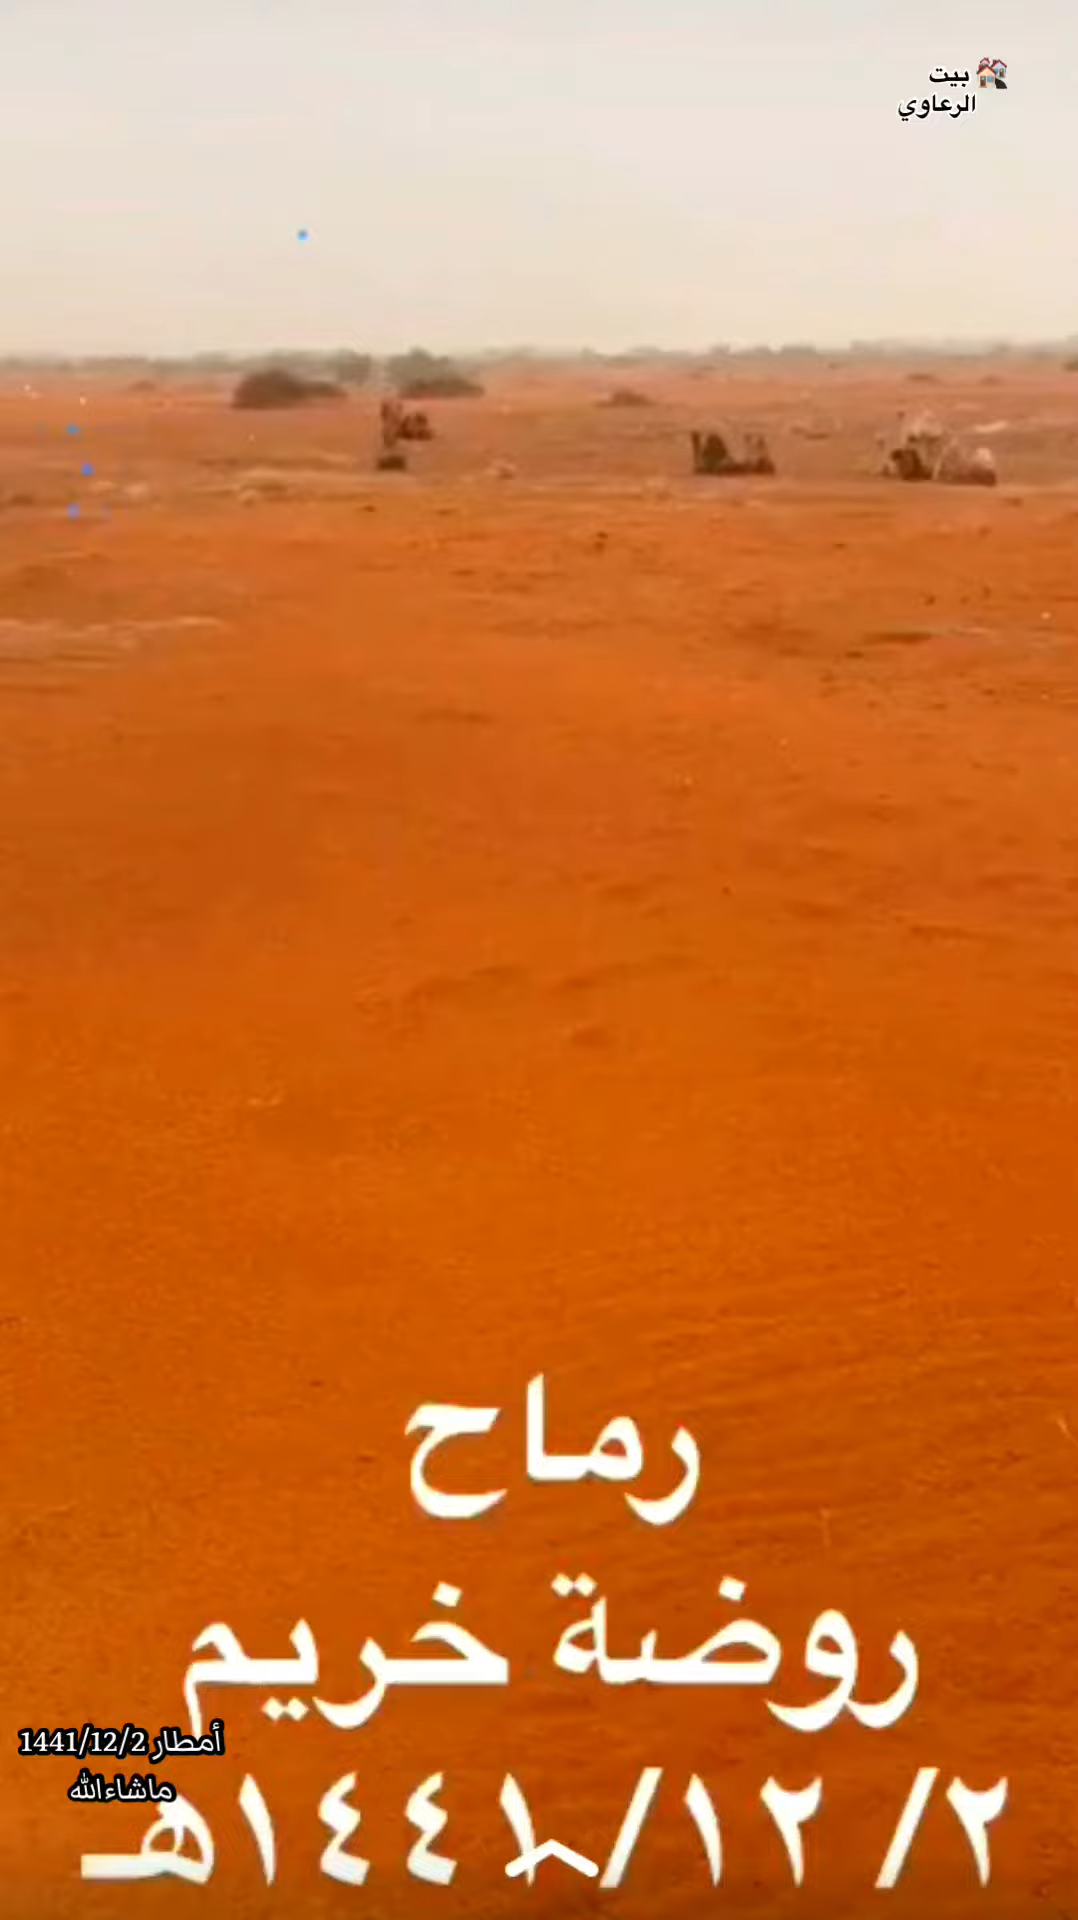 بيت
الرعاوي
رماح
روضة خريم
٢/ ١٢/ ١٤٤١هـ
أمطار 1441/12/2
ماشاءالله